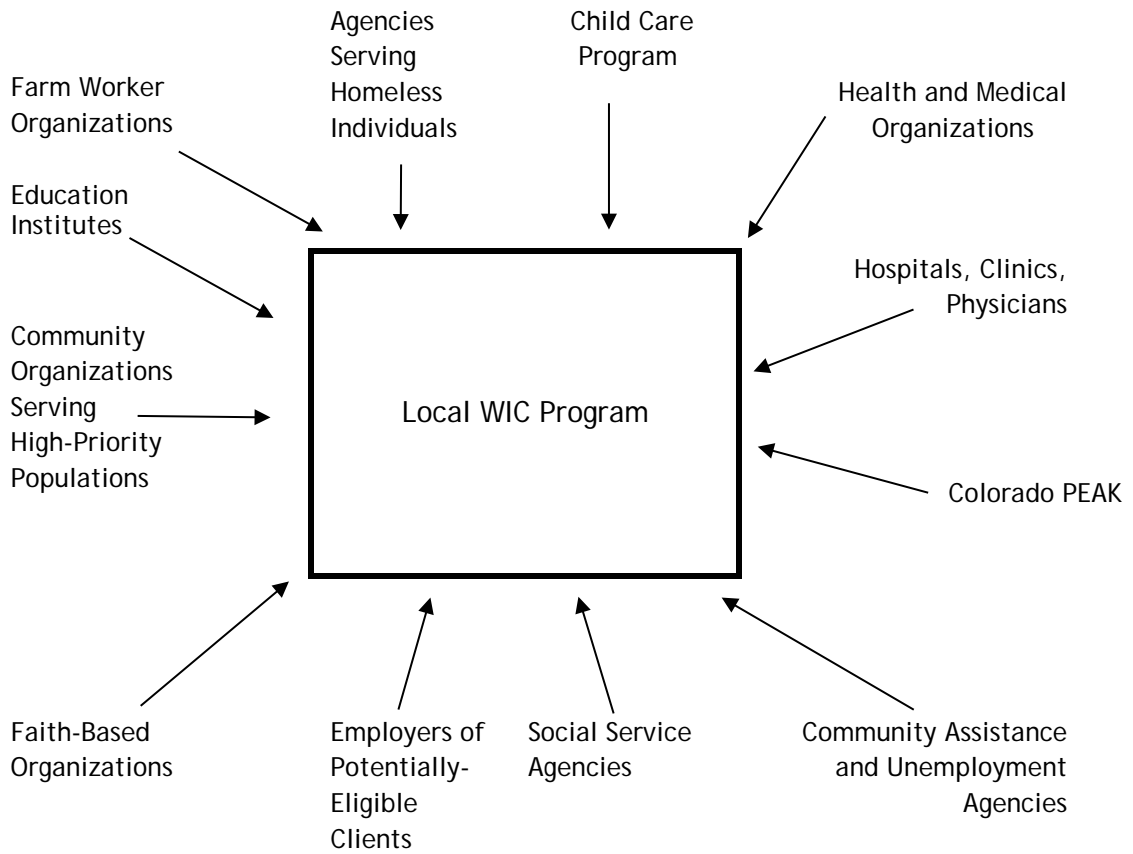 Agencies
Serving
Homeless
Individuals
Child Care
Program
Farm Worker
Organizations
Health and Medical
Organizations
Education
Institutes
Hospitals, Clinics,
Physicians
Community
Organizations
Serving
High-Priority
Populations
Local WIC Program
Colorado PEAK
Faith-Based
Organizations
Employers of
Potentially-
Eligible
Clients
Social Service
Agencies
Community Assistance
and Unemployment
Agencies